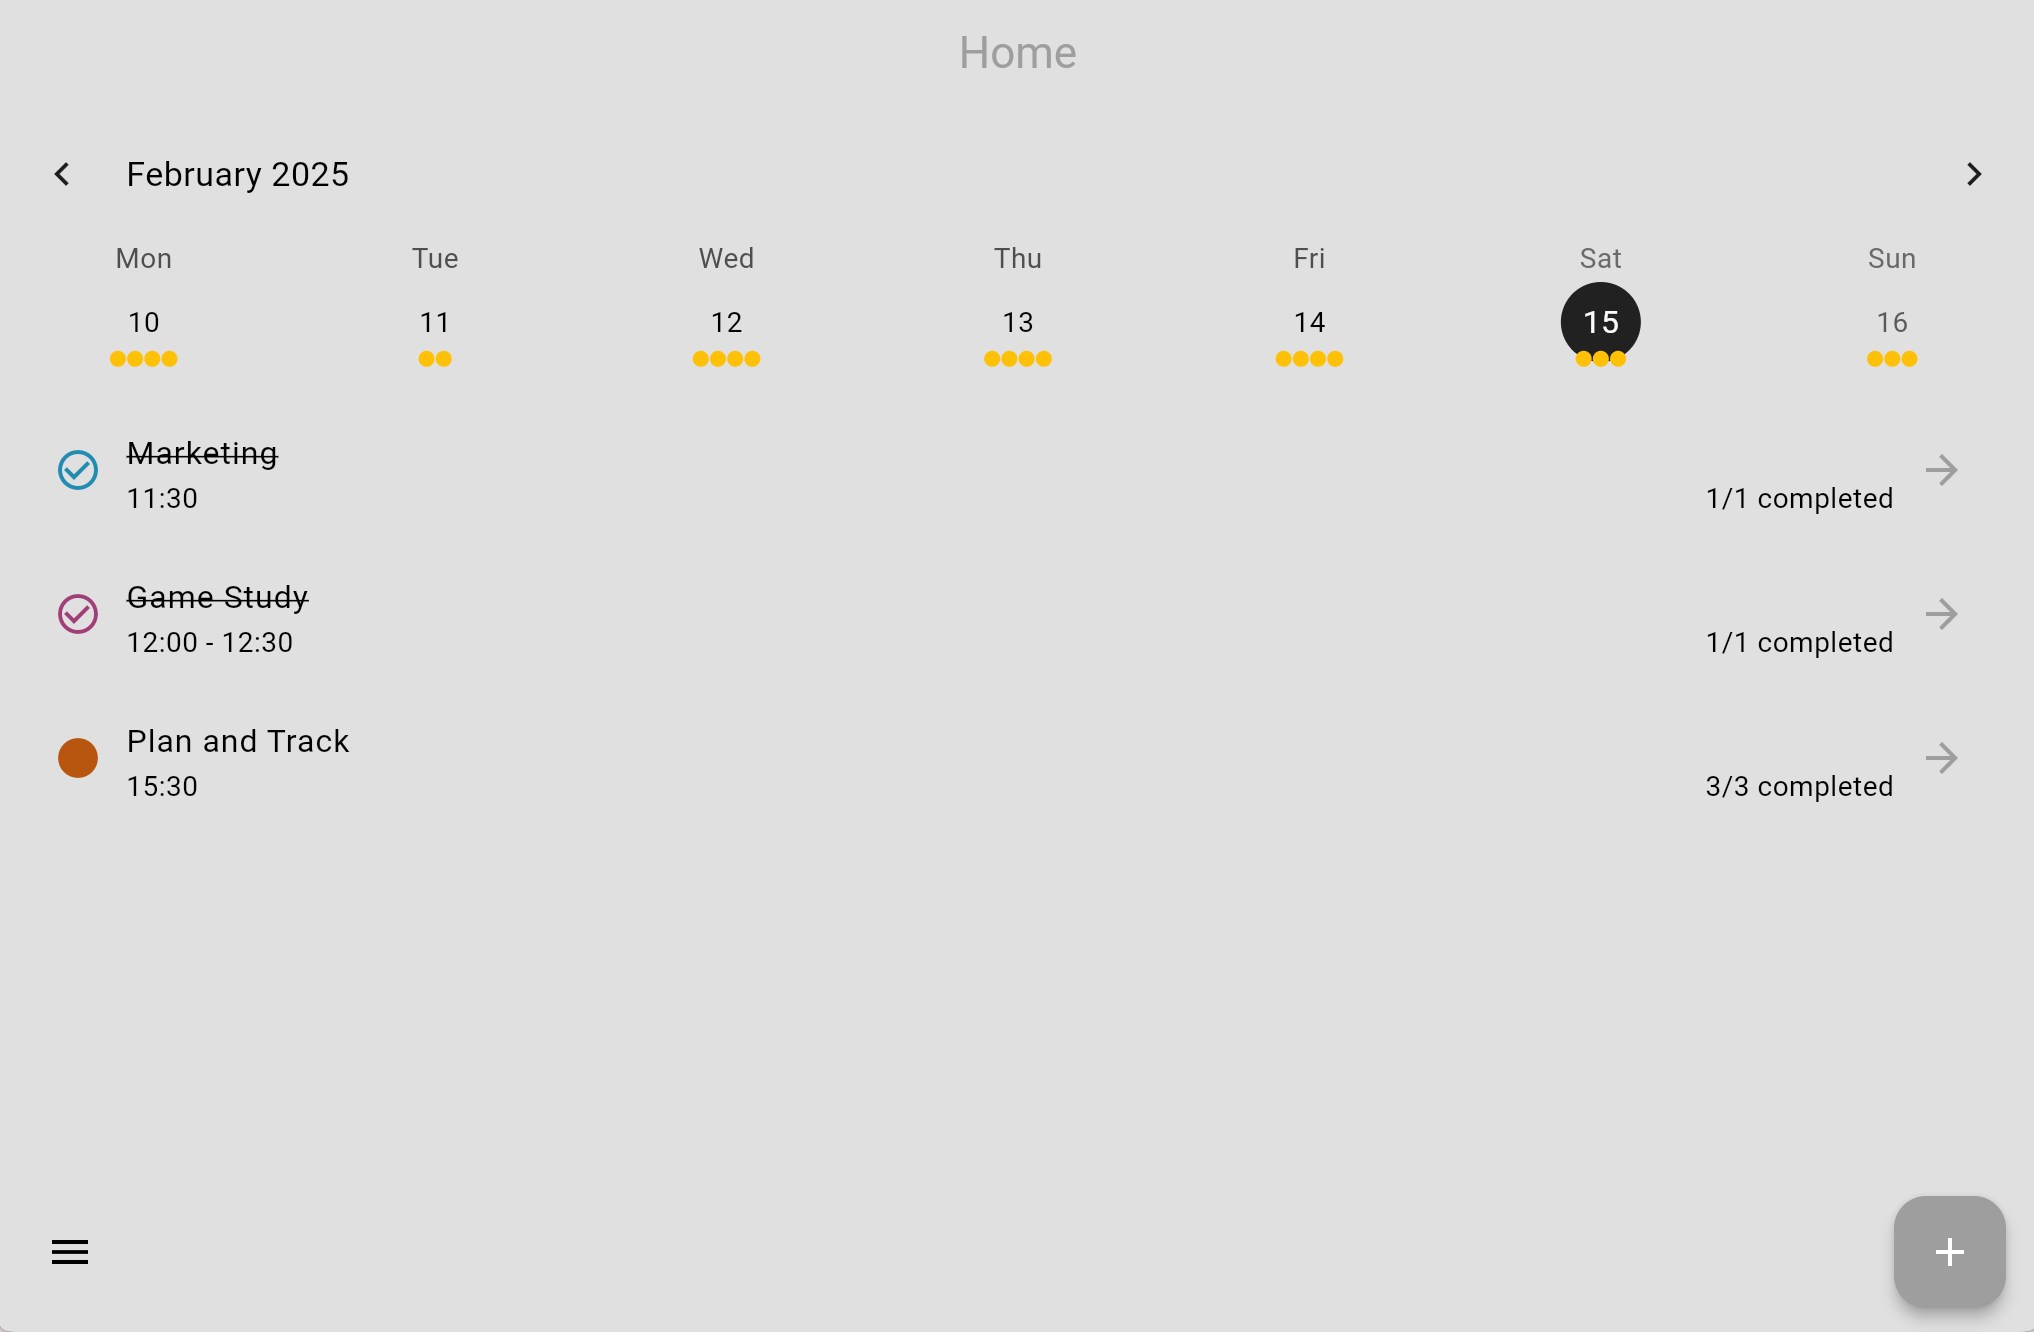 Home
February 2025
Mon Tue Wed Thu Fri Sat Sun
10 11 12 13 14 15 16
Marketing
11:30 1/1 completed
Game Study
12:00 - 12:30 1/1 completed
Plan and Track
15:30 3/3 completed